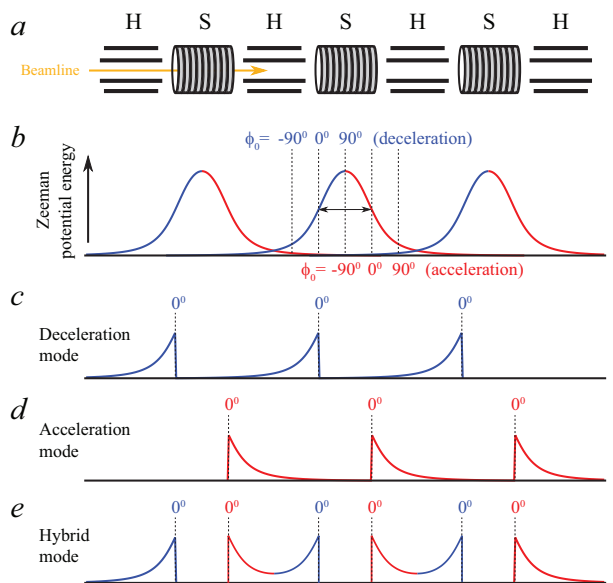 a H S H S H S H
Beamline
b ϕ₀= -90⁰ 0⁰ 90⁰ (deceleration)
Zeeman
potential energy
ϕ₀= -90⁰ 0⁰ 90⁰ (acceleration)
c 0⁰ 0⁰ 0⁰
Deceleration
mode
d 0⁰ 0⁰ 0⁰
Acceleration
mode
e 0⁰ 0⁰ 0⁰ 0⁰ 0⁰ 0⁰
Hybrid
mode